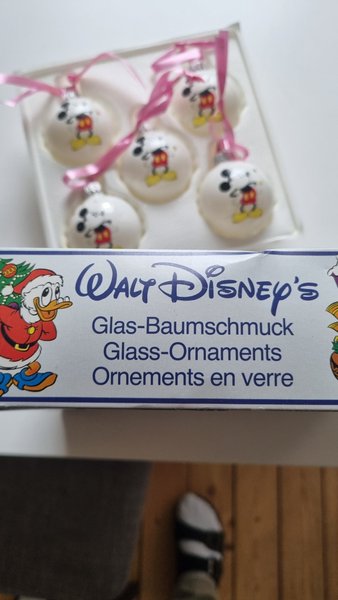 Walt Disney's
Glas-Baumschmuck
Glass-Ornaments
Ornements en verre